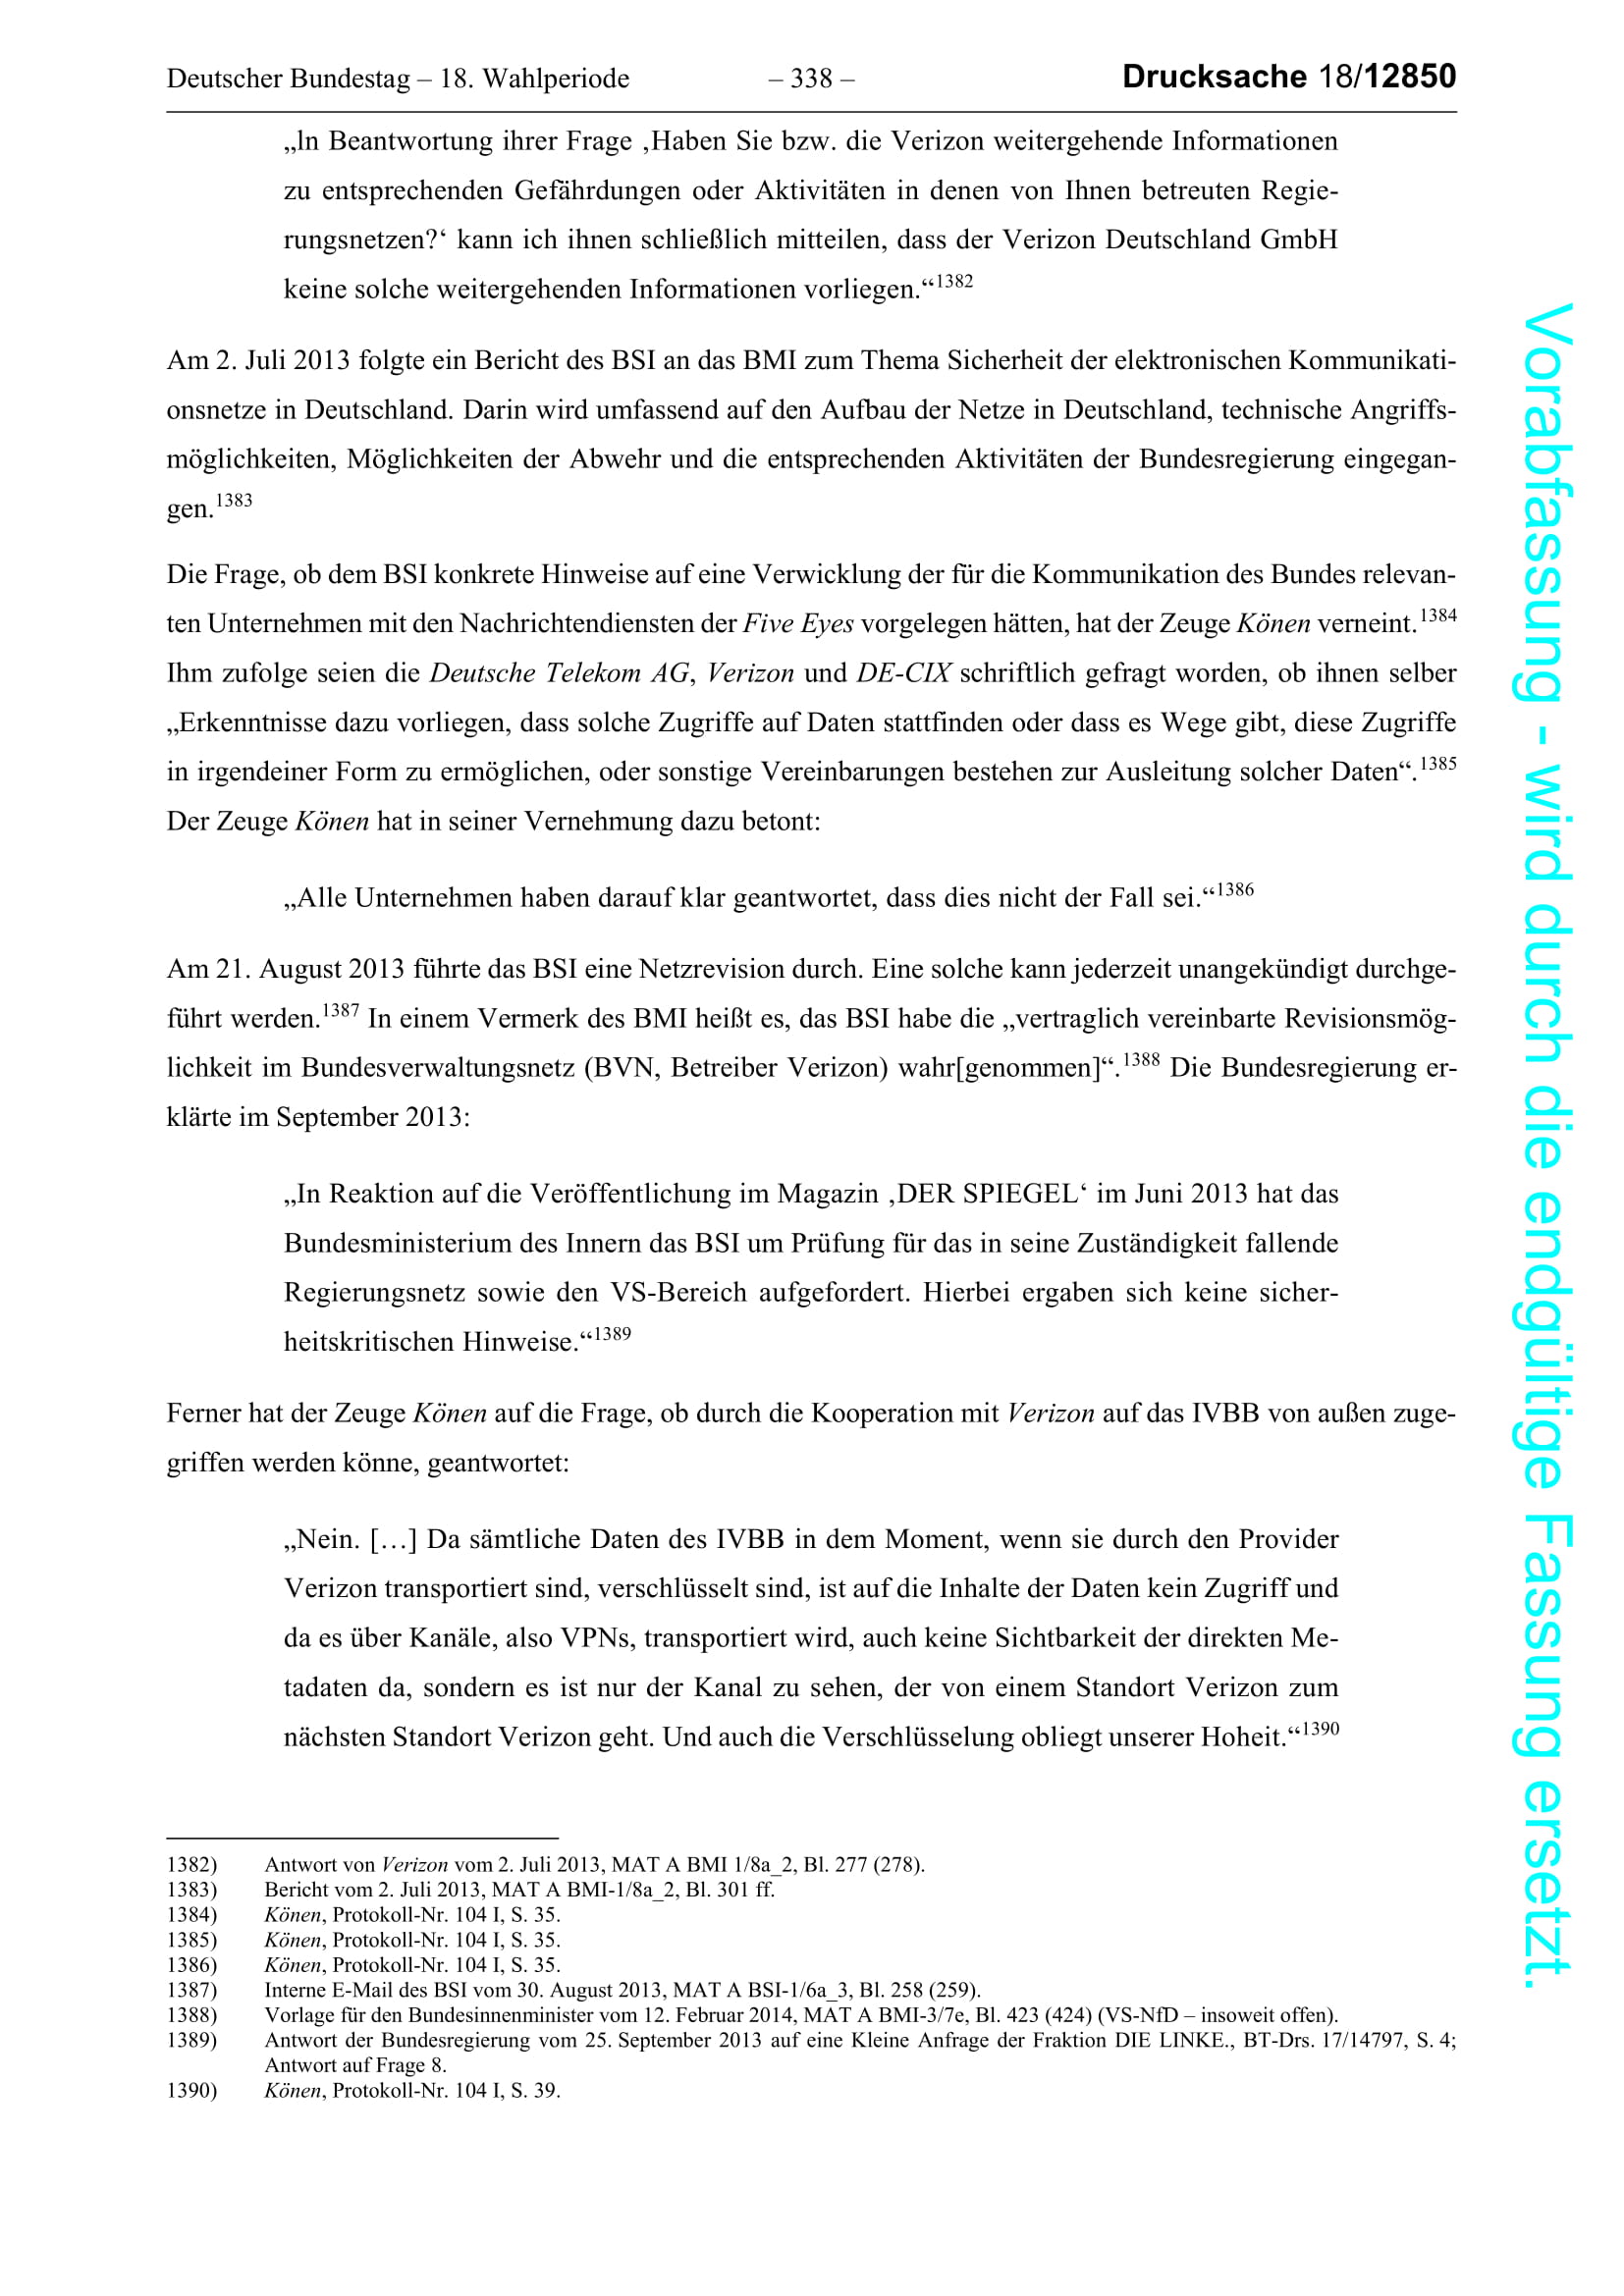 Deutscher Bundestag – 18. Wahlperiode – 338 – Drucksache 18/12850
„ln Beantwortung ihrer Frage ‚Haben Sie bzw. die Verizon weitergehende Informationen
zu entsprechenden Gefährdungen oder Aktivitäten in denen von Ihnen betreuten Regie-
rungsnetzen?‘ kann ich ihnen schließlich mitteilen, dass der Verizon Deutschland GmbH
keine solche weitergehenden Informationen vorliegen.“1382
Am 2. Juli 2013 folgte ein Bericht des BSI an das BMI zum Thema Sicherheit der elektronischen Kommunikati-
onsnetze in Deutschland. Darin wird umfassend auf den Aufbau der Netze in Deutschland, technische Angriffs-
möglichkeiten, Möglichkeiten der Abwehr und die entsprechenden Aktivitäten der Bundesregierung eingegan-
gen.1383
Die Frage, ob dem BSI konkrete Hinweise auf eine Verwicklung der für die Kommunikation des Bundes relevan-
ten Unternehmen mit den Nachrichtendiensten der Five Eyes vorgelegen hätten, hat der Zeuge Könen verneint.1384
Ihm zufolge seien die Deutsche Telekom AG, Verizon und DE-CIX schriftlich gefragt worden, ob ihnen selber
„Erkenntnisse dazu vorliegen, dass solche Zugriffe auf Daten stattfinden oder dass es Wege gibt, diese Zugriffe
in irgendeiner Form zu ermöglichen, oder sonstige Vereinbarungen bestehen zur Ausleitung solcher Daten“.1385
Der Zeuge Könen hat in seiner Vernehmung dazu betont:
„Alle Unternehmen haben darauf klar geantwortet, dass dies nicht der Fall sei.“1386
Am 21. August 2013 führte das BSI eine Netzrevision durch. Eine solche kann jederzeit unangekündigt durchge-
führt werden.1387 In einem Vermerk des BMI heißt es, das BSI habe die „vertraglich vereinbarte Revisionsmög-
lichkeit im Bundesverwaltungsnetz (BVN, Betreiber Verizon) wahr[genommen]“.1388 Die Bundesregierung er-
klärte im September 2013:
„In Reaktion auf die Veröffentlichung im Magazin ‚DER SPIEGEL‘ im Juni 2013 hat das
Bundesministerium des Innern das BSI um Prüfung für das in seine Zuständigkeit fallende
Regierungsnetz sowie den VS-Bereich aufgefordert. Hierbei ergaben sich keine sicher-
heitskritischen Hinweise.“1389
Ferner hat der Zeuge Könen auf die Frage, ob durch die Kooperation mit Verizon auf das IVBB von außen zuge-
griffen werden könne, geantwortet:
„Nein. […] Da sämtliche Daten des IVBB in dem Moment, wenn sie durch den Provider
Verizon transportiert sind, verschlüsselt sind, ist auf die Inhalte der Daten kein Zugriff und
da es über Kanäle, also VPNs, transportiert wird, auch keine Sichtbarkeit der direkten Me-
tadaten da, sondern es ist nur der Kanal zu sehen, der von einem Standort Verizon zum
nächsten Standort Verizon geht. Und auch die Verschlüsselung obliegt unserer Hoheit.“1390
1382) Antwort von Verizon vom 2. Juli 2013, MAT A BMI 1/8a_2, Bl. 277 (278).
1383) Bericht vom 2. Juli 2013, MAT A BMI-1/8a_2, Bl. 301 ff.
1384) Könen, Protokoll-Nr. 104 I, S. 35.
1385) Könen, Protokoll-Nr. 104 I, S. 35.
1386) Könen, Protokoll-Nr. 104 I, S. 35.
1387) Interne E-Mail des BSI vom 30. August 2013, MAT A BSI-1/6a_3, Bl. 258 (259).
1388) Vorlage für den Bundesinnenminister vom 12. Februar 2014, MAT A BMI-3/7e, Bl. 423 (424) (VS-NfD – insoweit offen).
1389) Antwort der Bundesregierung vom 25. September 2013 auf eine Kleine Anfrage der Fraktion DIE LINKE., BT-Drs. 17/14797, S. 4;
Antwort auf Frage 8.
1390) Könen, Protokoll-Nr. 104 I, S. 39.
Vorabfassung - wird durch die endgültige Fassung ersetzt.